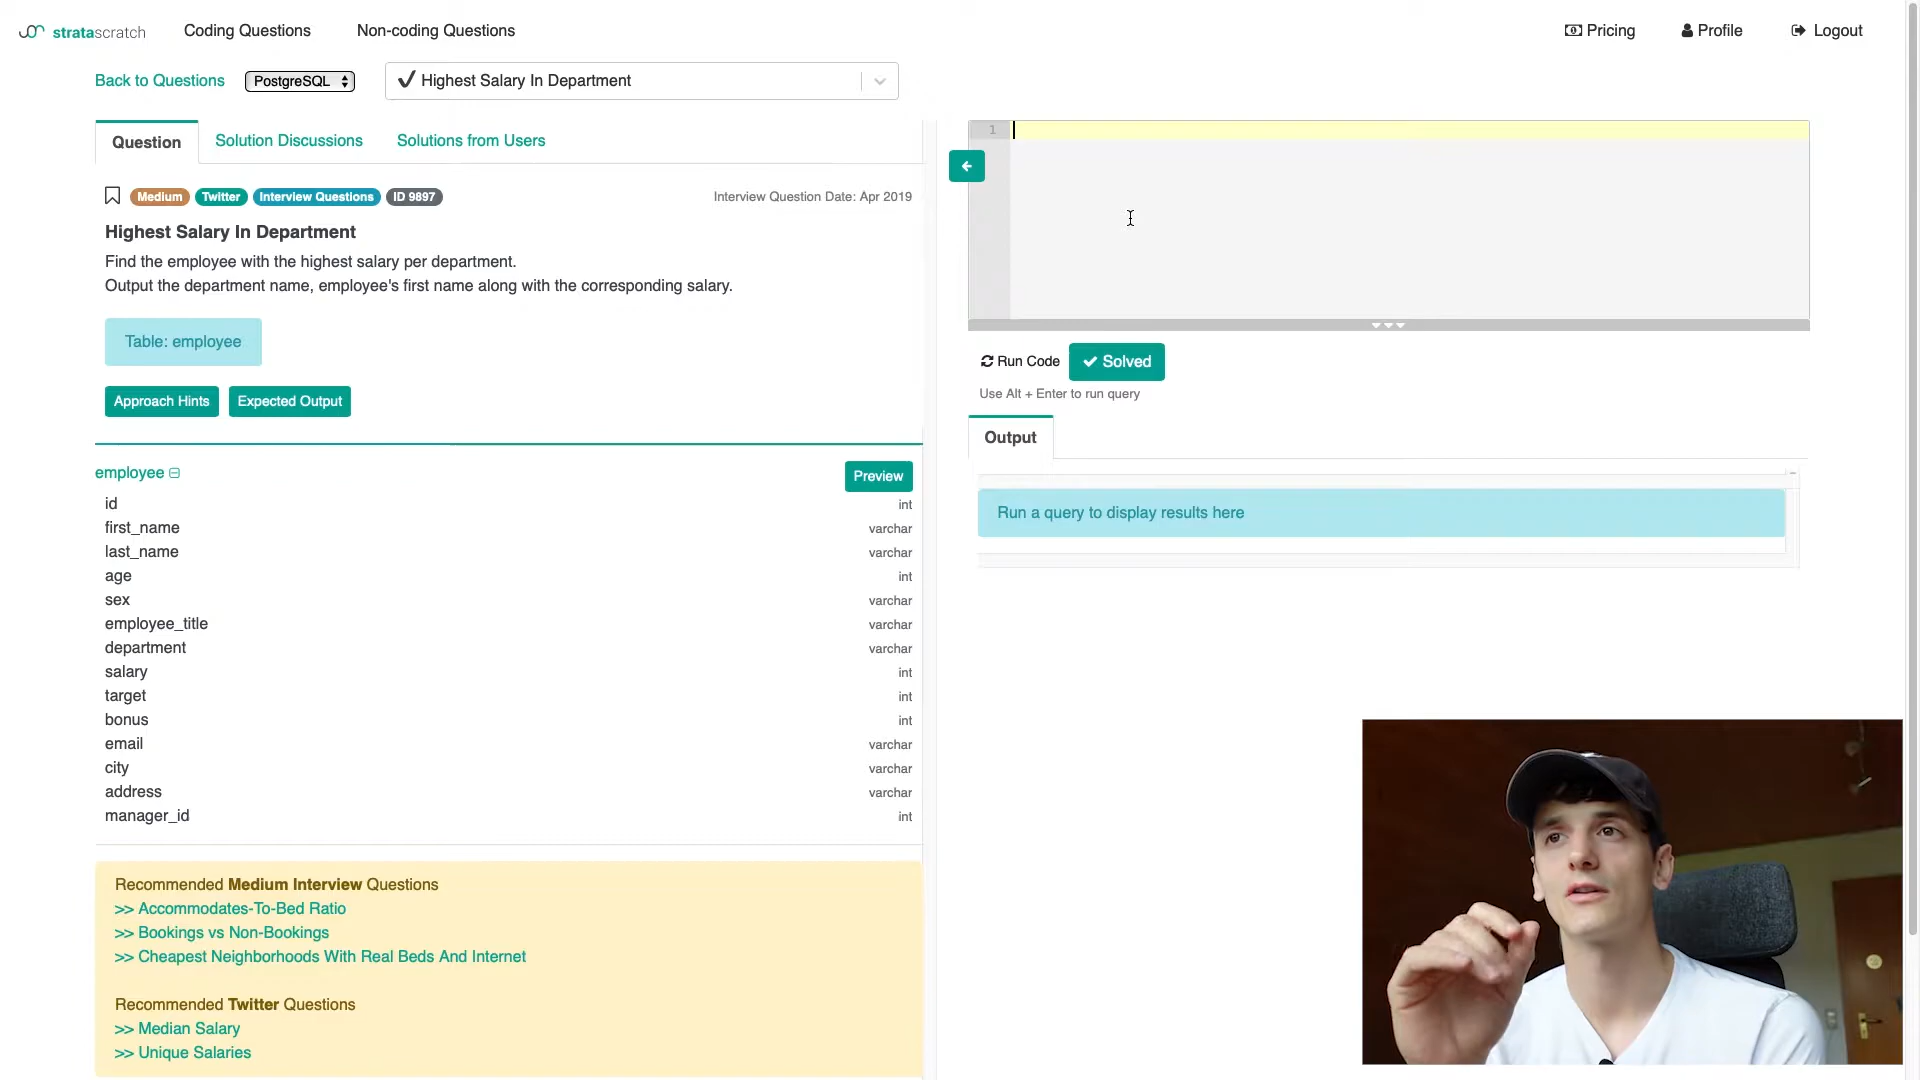 stratascratch
Coding Questions
Non-coding Questions
Pricing
Profile
Logout
Back to Questions
PostgreSQL
Highest Salary In Department
Question
Solution Discussions
Solutions from Users
Medium
Twitter
Interview Questions
ID 9897
Interview Question Date: Apr 2019
Highest Salary In Department
Find the employee with the highest salary per department.
Output the department name, employee's first name along with the corresponding salary.
Table: employee
Approach Hints
Expected Output
employee
Preview
id int
first_name varchar
last_name varchar
age int
sex varchar
employee_title varchar
department varchar
salary int
target int
bonus int
email varchar
city varchar
address varchar
manager_id int
Recommended Medium Interview Questions
>> Accommodates-To-Bed Ratio
>> Bookings vs Non-Bookings
>> Cheapest Neighborhoods With Real Beds And Internet
Recommended Twitter Questions
>> Median Salary
>> Unique Salaries
1
Run Code
Solved
Use Alt + Enter to run query
Output
Run a query to display results here